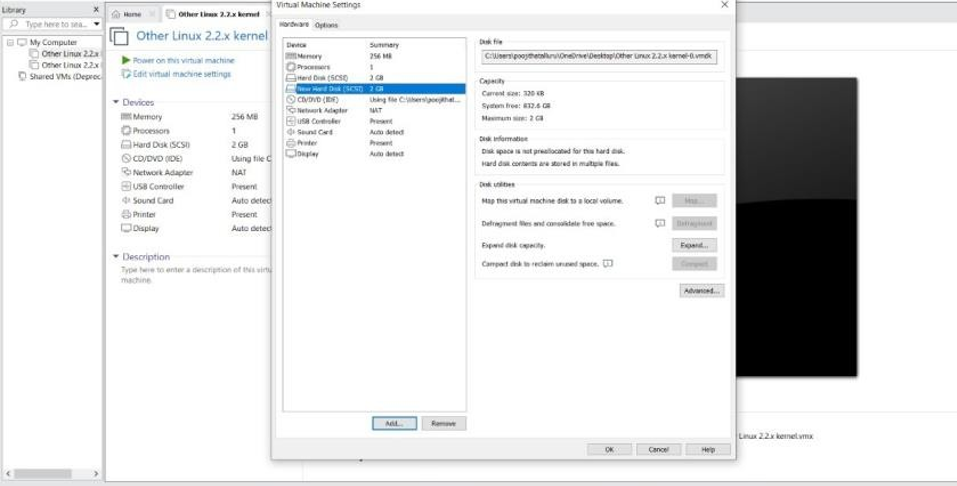 Library
Type here to sea...
My Computer
Other Linux 2.2.x
Other Linux 2.2.x
Shared VMs (Deprec
Home
Other Linux 2.2.x kernel
Other Linux 2.2.x kernel
Power on this virtual machine
Edit virtual machine settings
Devices
Memory 256 MB
Processors 1
Hard Disk (SCSI) 2 GB
CD/DVD (IDE) Using file C
Network Adapter NAT
USB Controller Present
Sound Card Auto detect
Printer Present
Display Auto detect
Description
Type here to enter a description of this virtu
machine.
Virtual Machine Settings
Hardware Options
Device Summary
Memory 256 MB
Processors 1
Hard Disk (SCSI) 2 GB
New Hard Disk (SCSI) 2 GB
CD/DVD (IDE) Using file C:\Users\poojithatal...
Network Adapter NAT
USB Controller Present
Sound Card Auto detect
Printer Present
Display Auto detect
Add... Remove
Disk file
C:\Users\poojithatalluru\OneDrive\Desktop\Other Linux 2.2.x kernel-0.vmdk
Capacity
Current size: 320 KB
System free: 832.6 GB
Maximum size: 2 GB
Disk information
Disk space is not preallocated for this hard disk.
Hard disk contents are stored in multiple files.
Disk utilities
Map this virtual machine disk to a local volume. Map...
Defragment files and consolidate free space. Defragment
Expand disk capacity. Expand...
Compact disk to reclaim unused space. Compact
Advanced...
OK Cancel Help
Linux 2.2.x kernel.vmx